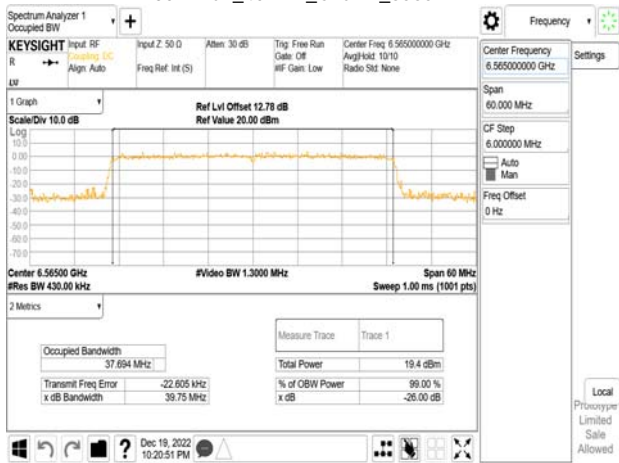 Spectrum Analyzer 1
Occupied BW
+
Frequency
KEYSIGHT
R
Input: RF
Coupling: DC
Align: Auto
Input Z: 50 Ω
Freq Ref: Int (S)
Atten: 30 dB
Trig: Free Run
Gate: Off
#IF Gain: Low
Center Freq: 6.565000000 GHz
Avg|Hold: 10/10
Radio Std: None
Center Frequency
6.565000000 GHz
Settings
Span
60.000 MHz
CF Step
6.000000 MHz
Auto
Man
Freq Offset
0 Hz
1 Graph
Scale/Div 10.0 dB
Ref Lvl Offset 12.78 dB
Ref Value 20.00 dBm
Log
10.0
0.00
-10.0
-20.0
-30.0
-40.0
-50.0
-60.0
-70.0
Center 6.56500 GHz
#Res BW 430.00 kHz
#Video BW 1.3000 MHz
Span 60 MHz
Sweep 1.00 ms (1001 pts)
2 Metrics
Measure Trace
Trace 1
Occupied Bandwidth
37.694 MHz
Total Power
19.4 dBm
Transmit Freq Error
-22.605 kHz
% of OBW Power
99.00 %
x dB Bandwidth
39.75 MHz
x dB
-26.00 dB
Local
Prototype
Limited
Sale
Allowed
?
Dec 19, 2022
10:20:51 PM